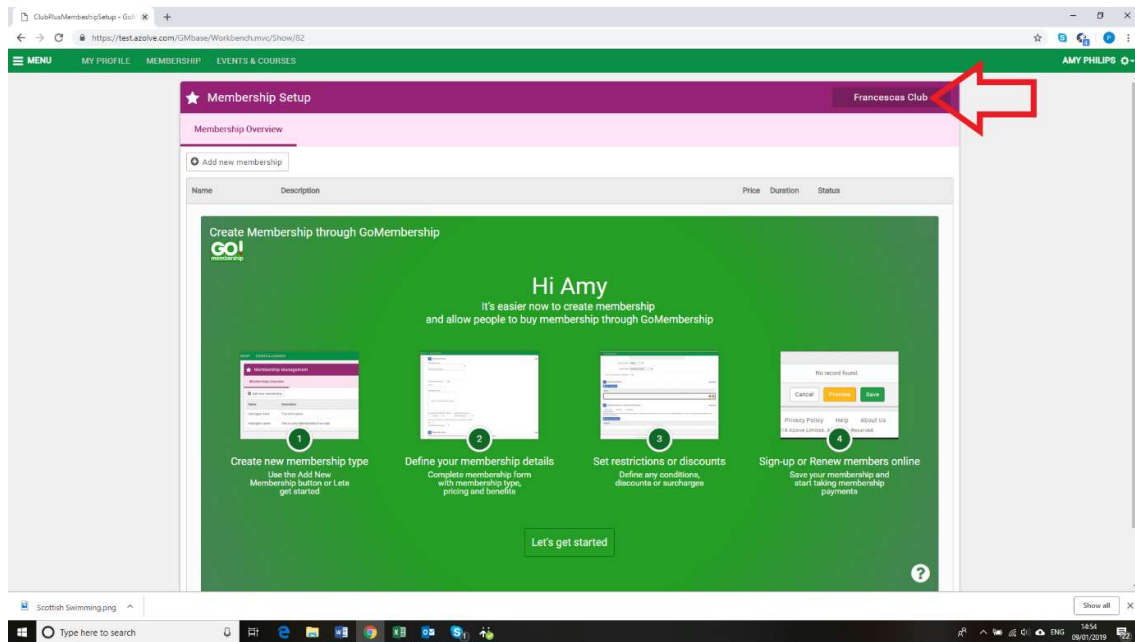 ClubPlusMembeshipSetup - GoM
https://test.azolve.com/GMbase/Workbench.mvc/Show/82
MENU MY PROFILE MEMBERSHIP EVENTS & COURSES AMY PHILIPS
Membership Setup Francescas Club
Membership Overview
Add new membership
Name Description Price Duration Status
Create Membership through GoMembership
GO!
membership
Hi Amy
It's easier now to create membership
and allow people to buy membership through GoMembership
Membership Management
No record found.
Cancel Preview Save
Privacy Policy Help About Us
1 2 3 4
Create new membership type Define your membership details Set restrictions or discounts Sign-up or Renew members online
Use the Add New Complete membership form Define any conditions, Save your membership and
Membership button or Lets with membership type, discounts or surcharges start taking membership
get started pricing and benefits payments
Let's get started
?
Scottish Swimming.png Show all
Type here to search ENG 14:54
09/01/2019